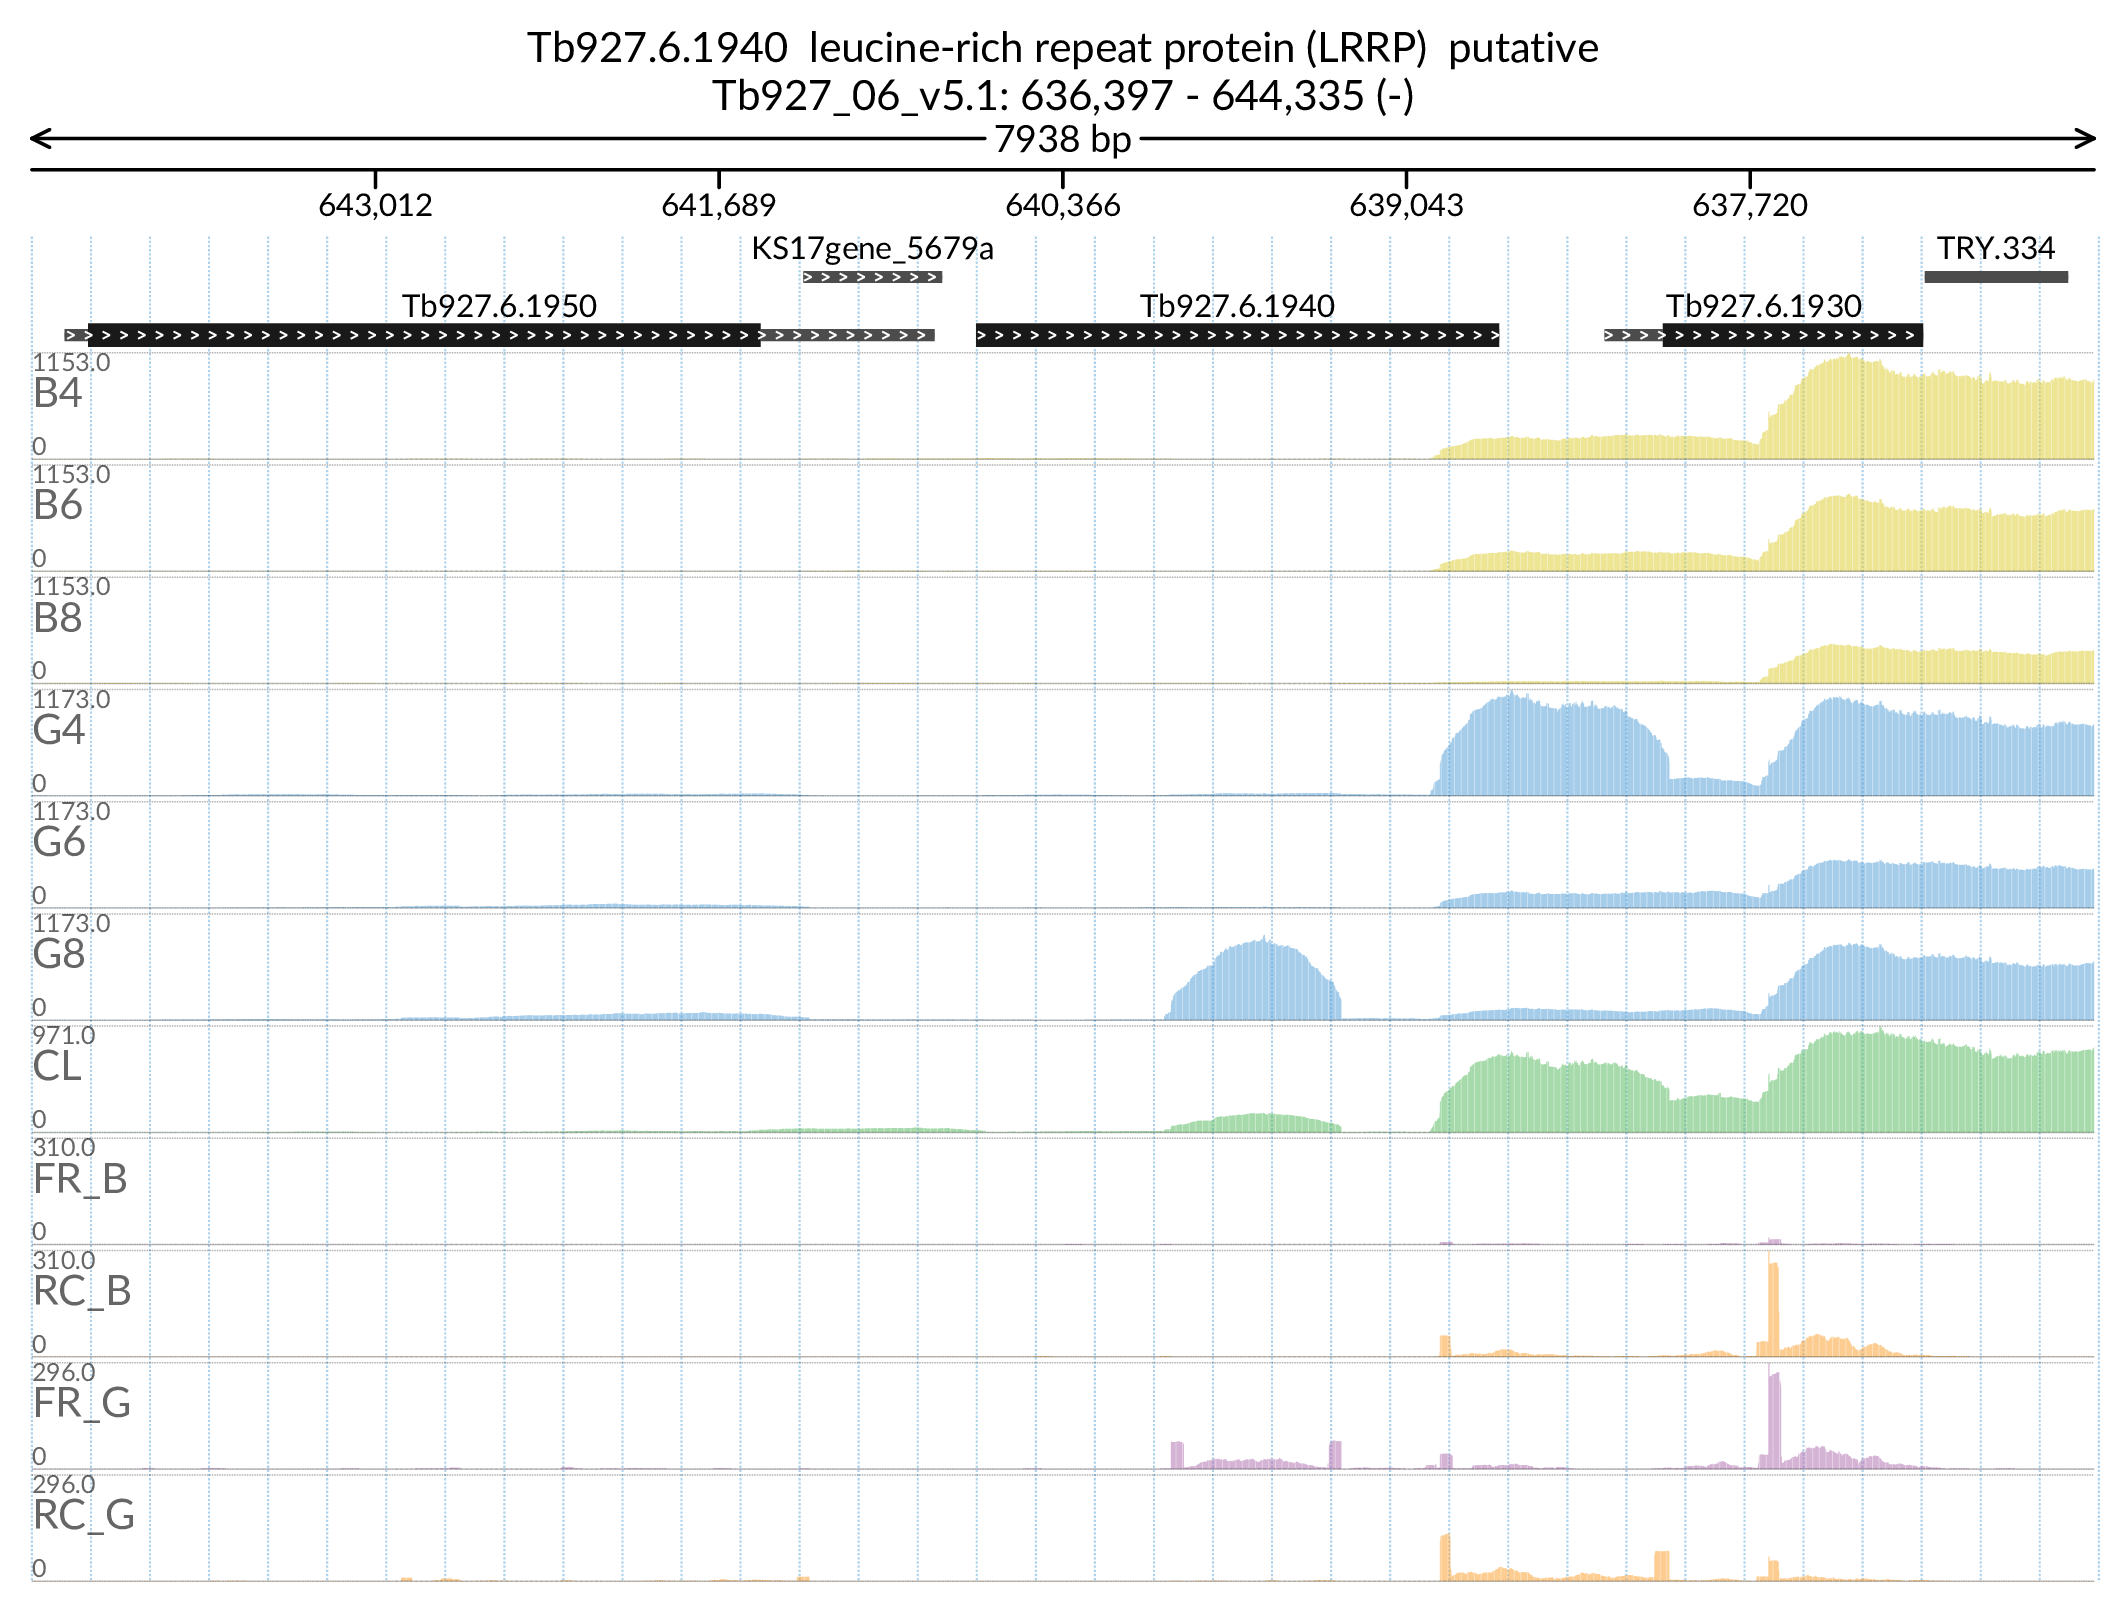 Tb927.6.1940  leucine-rich repeat protein (LRRP)  putative
Tb927_06_v5.1: 636,397 - 644,335 (-)
7938 bp
643,012 641,689 640,366 639,043 637,720
KS17gene_5679a TRY.334
Tb927.6.1950 Tb927.6.1940 Tb927.6.1930
1153.0
B4
0
1153.0
B6
0
1153.0
B8
0
1173.0
G4
0
1173.0
G6
0
1173.0
G8
0
971.0
CL
0
310.0
FR_B
0
310.0
RC_B
0
296.0
FR_G
0
296.0
RC_G
0